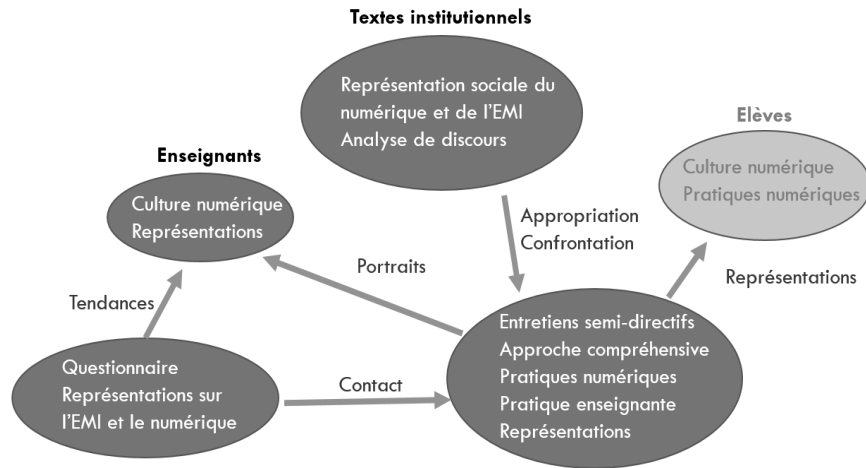 Textes institutionnels
Représentation sociale du
numérique et de l'EMI
Analyse de discours
Elèves
Culture numérique
Pratiques numériques
Enseignants
Culture numérique
Représentations
Appropriation
Confrontation
Portraits
Représentations
Tendances
Entretiens semi-directifs
Approche compréhensive
Pratiques numériques
Pratique enseignante
Représentations
Questionnaire
Représentations sur
l'EMI et le numérique
Contact